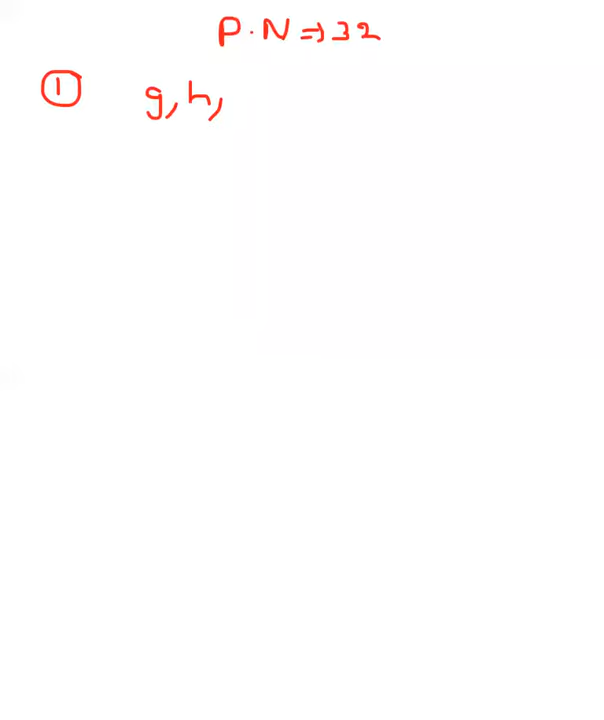 P.N ⇒ 32
① g, h,